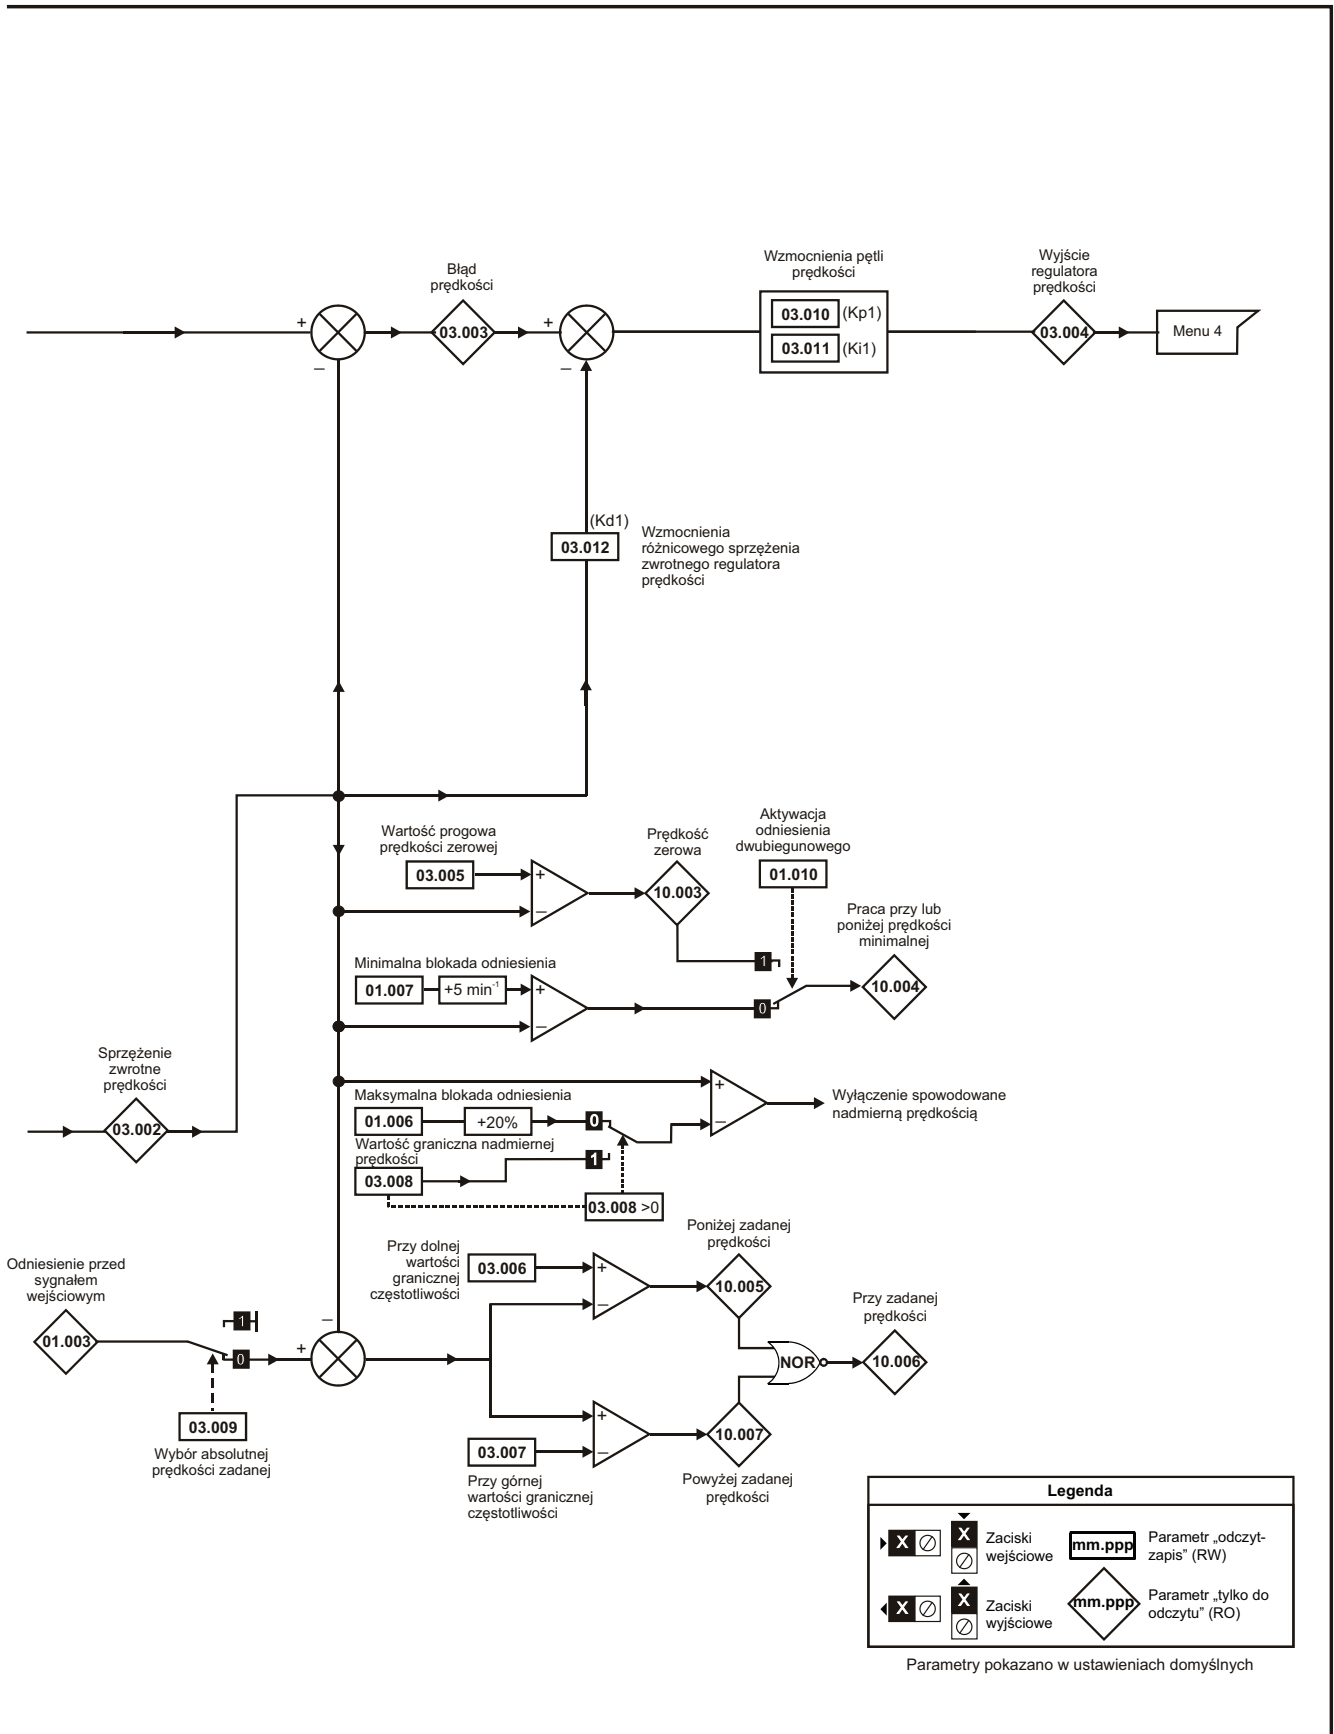 Wzmocnienia pętli
prędkości
Wyjście
regulatora
prędkości
Błąd
prędkości
+
03.003
+
03.010 (Kp1)
03.011 (Ki1)
03.004
Menu 4
–
–
(Kd1)
03.012
Wzmocnienia
różnicowego sprzężenia
zwrotnego regulatora
prędkości
Wartość progowa
prędkości zerowej
03.005
+
–
Prędkość
zerowa
10.003
Aktywacja
odniesienia
dwubiegunowego
01.010
Praca przy lub
poniżej prędkości
minimalnej
1
0
10.004
Minimalna blokada odniesienia
01.007
+5 min⁻¹
+
–
Sprzężenie
zwrotne
prędkości
03.002
Maksymalna blokada odniesienia
01.006
+20%
0
+
–
Wyłączenie spowodowane
nadmierną prędkością
Wartość graniczna nadmiernej
prędkości
03.008
1
03.008 >0
Odniesienie przed
sygnałem
wejściowym
01.003
1
0
03.009
Wybór absolutnej
prędkości zadanej
–
+
Przy dolnej
wartości
granicznej
częstotliwości
03.006
+
–
Poniżej zadanej
prędkości
10.005
NOR
Przy zadanej
prędkości
10.006
03.007
+
–
10.007
Przy górnej
wartości granicznej
częstotliwości
Powyżej zadanej
prędkości
Legenda
X
X
Zaciski
wejściowe
mm.ppp
Parametr „odczyt-
zapis” (RW)
X
X
Zaciski
wyjściowe
mm.ppp
Parametr „tylko do
odczytu” (RO)
Parametry pokazano w ustawieniach domyślnych